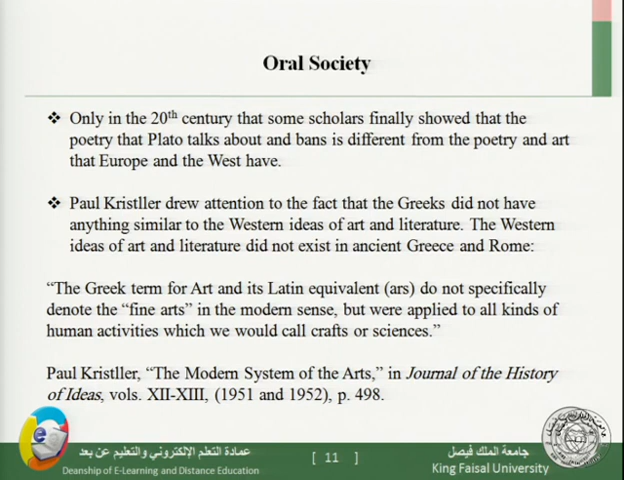 Oral Society
❖ Only in the 20th century that some scholars finally showed that the
poetry that Plato talks about and bans is different from the poetry and art
that Europe and the West have.
❖ Paul Kristller drew attention to the fact that the Greeks did not have
anything similar to the Western ideas of art and literature. The Western
ideas of art and literature did not exist in ancient Greece and Rome:
“The Greek term for Art and its Latin equivalent (ars) do not specifically
denote the “fine arts” in the modern sense, but were applied to all kinds of
human activities which we would call crafts or sciences.”
Paul Kristller, “The Modern System of the Arts,” in Journal of the History
of Ideas, vols. XII-XIII, (1951 and 1952), p. 498.
عمادة التعلم الإلكتروني والتعليم عن بعد
Deanship of E-Learning and Distance Education
[ 11 ]
جامعة الملك فيصل
King Faisal University